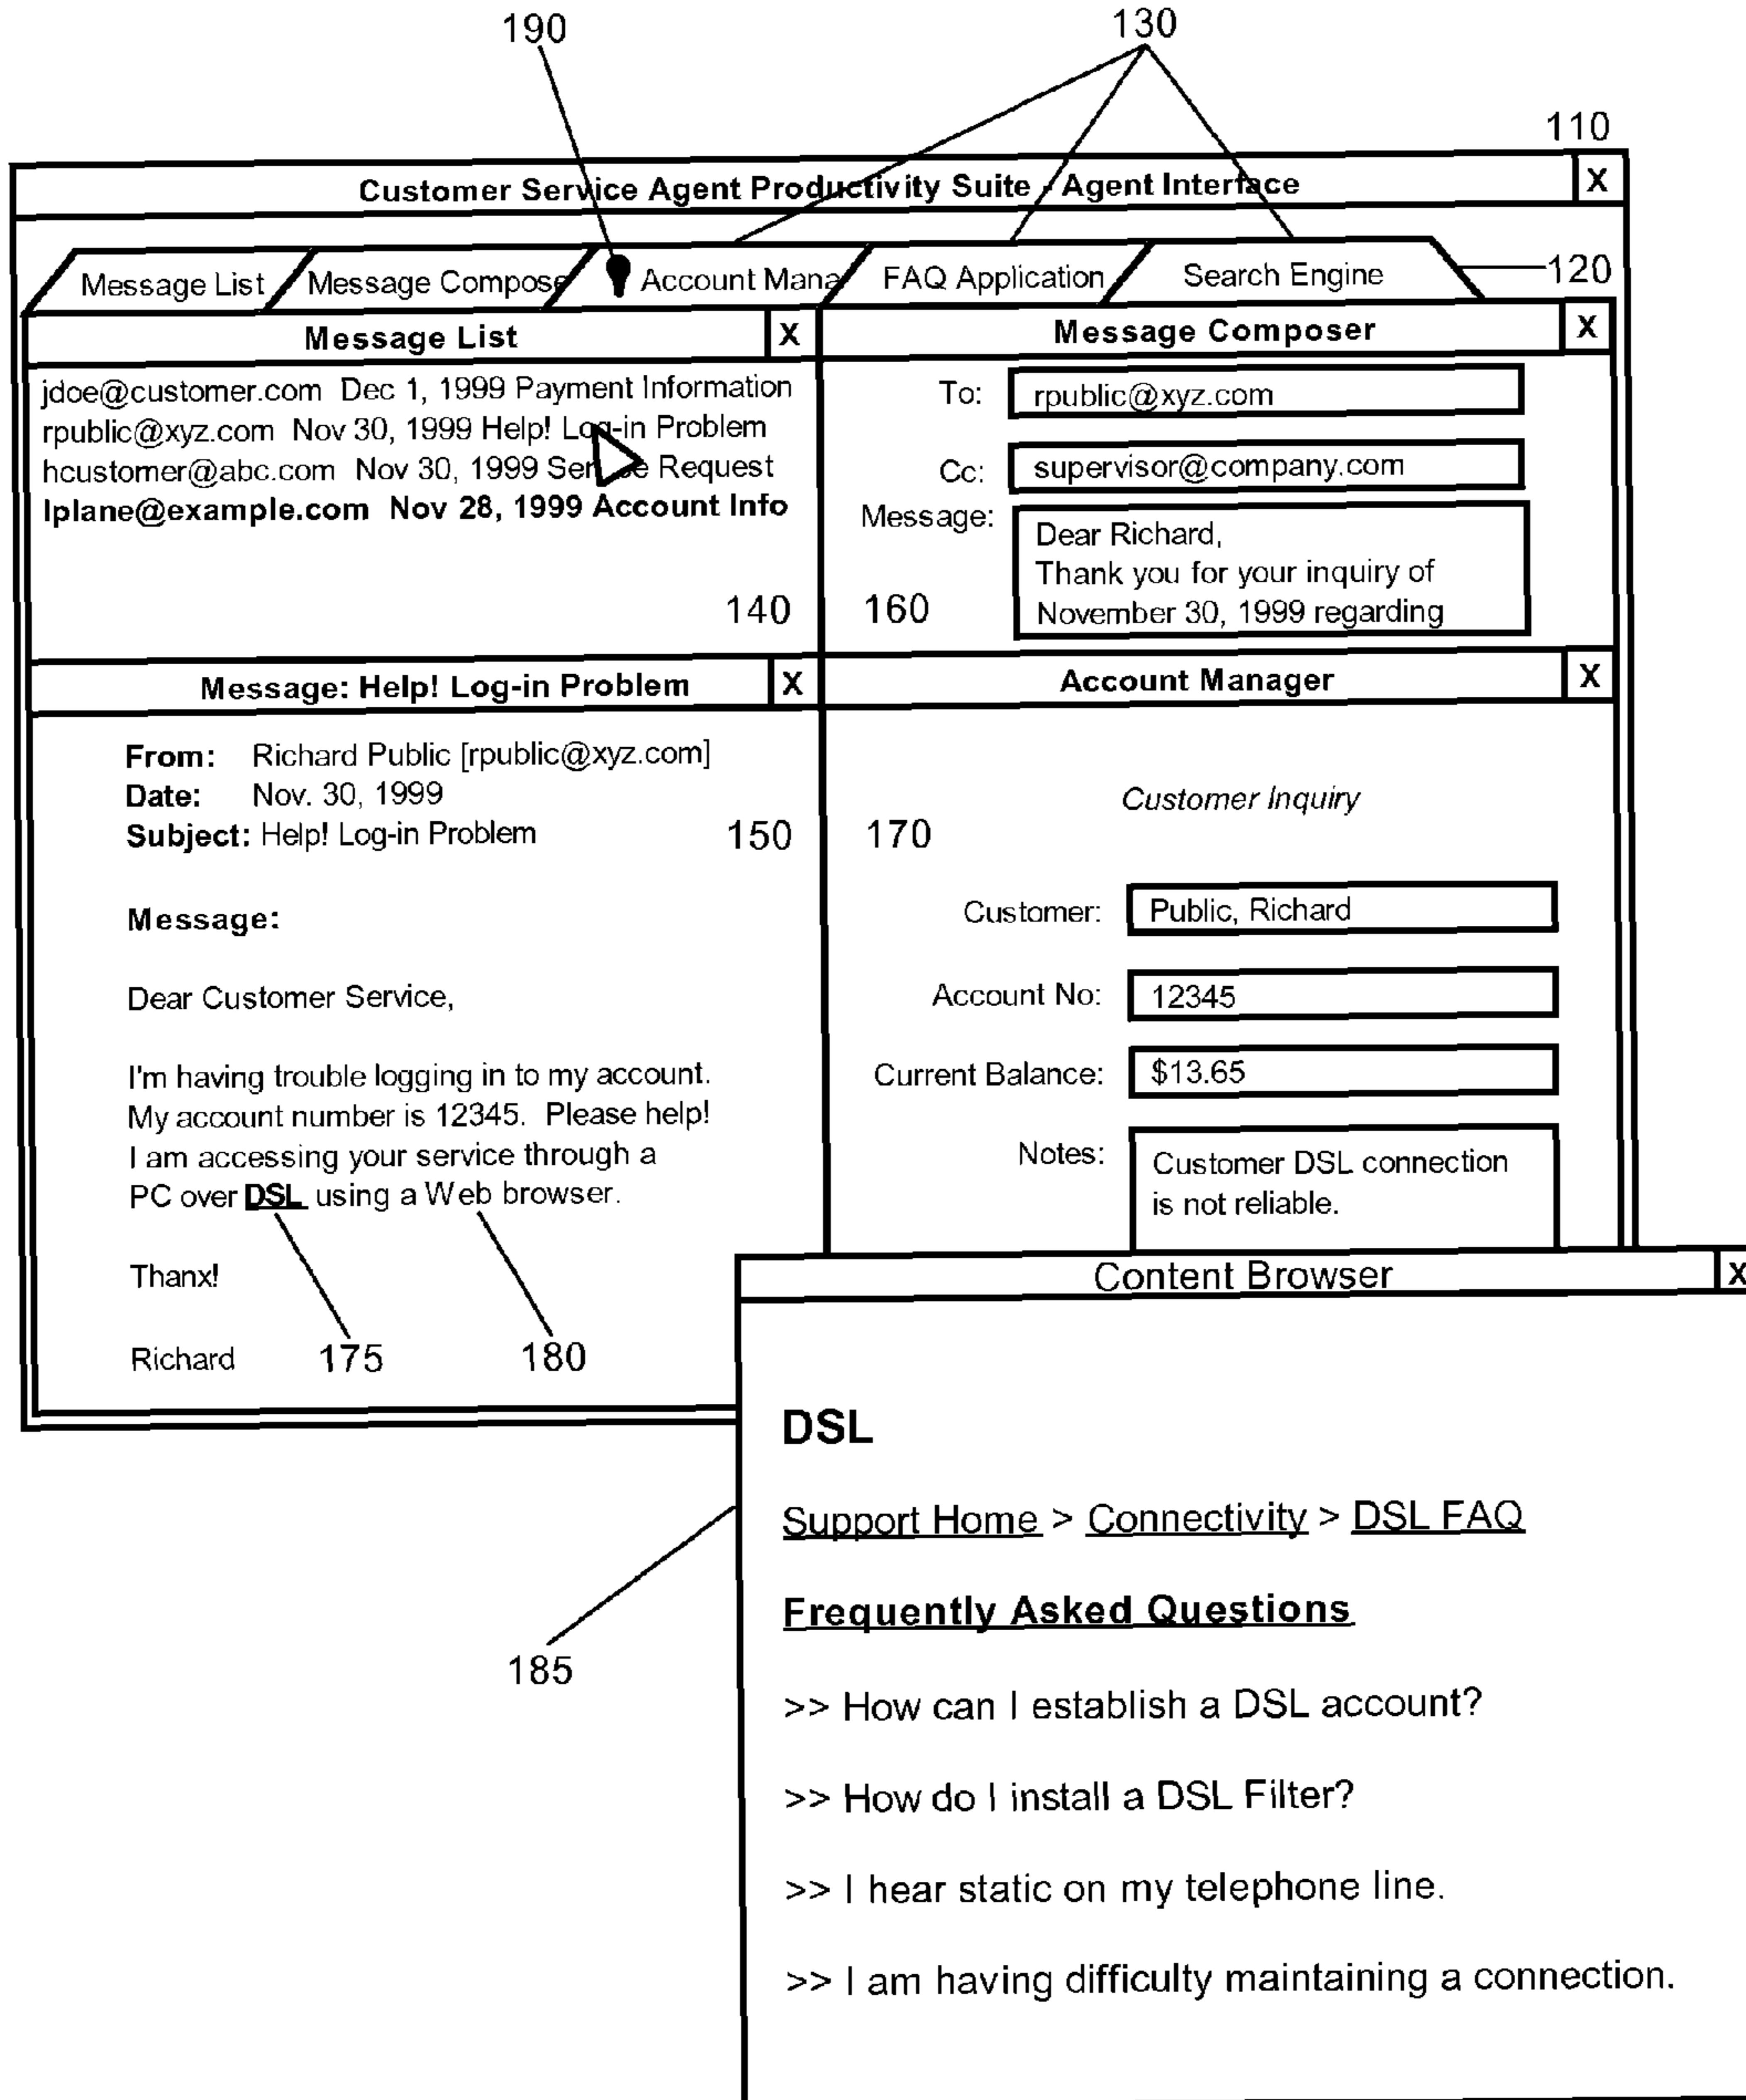 190
130
110
Customer Service Agent Productivity Suite - Agent Interface X
Message List Message Compose Account Mana FAQ Application Search Engine 120
Message List X
jdoe@customer.com Dec 1, 1999 Payment Information
rpublic@xyz.com Nov 30, 1999 Help! Log-in Problem
hcustomer@abc.com Nov 30, 1999 Service Request
lplane@example.com Nov 28, 1999 Account Info
140
Message Composer X
To: rpublic@xyz.com
Cc: supervisor@company.com
Message: Dear Richard,
Thank you for your inquiry of
November 30, 1999 regarding
160
Message: Help! Log-in Problem X
From: Richard Public [rpublic@xyz.com]
Date: Nov. 30, 1999
Subject: Help! Log-in Problem
150
Message:
Dear Customer Service,
I'm having trouble logging in to my account.
My account number is 12345. Please help!
I am accessing your service through a
PC over DSL using a Web browser.
Thanx!
Richard
175
180
Account Manager X
Customer Inquiry
170
Customer: Public, Richard
Account No: 12345
Current Balance: $13.65
Notes: Customer DSL connection
is not reliable.
Content Browser X
DSL
Support Home > Connectivity > DSL FAQ
Frequently Asked Questions
185
>> How can I establish a DSL account?
>> How do I install a DSL Filter?
>> I hear static on my telephone line.
>> I am having difficulty maintaining a connection.